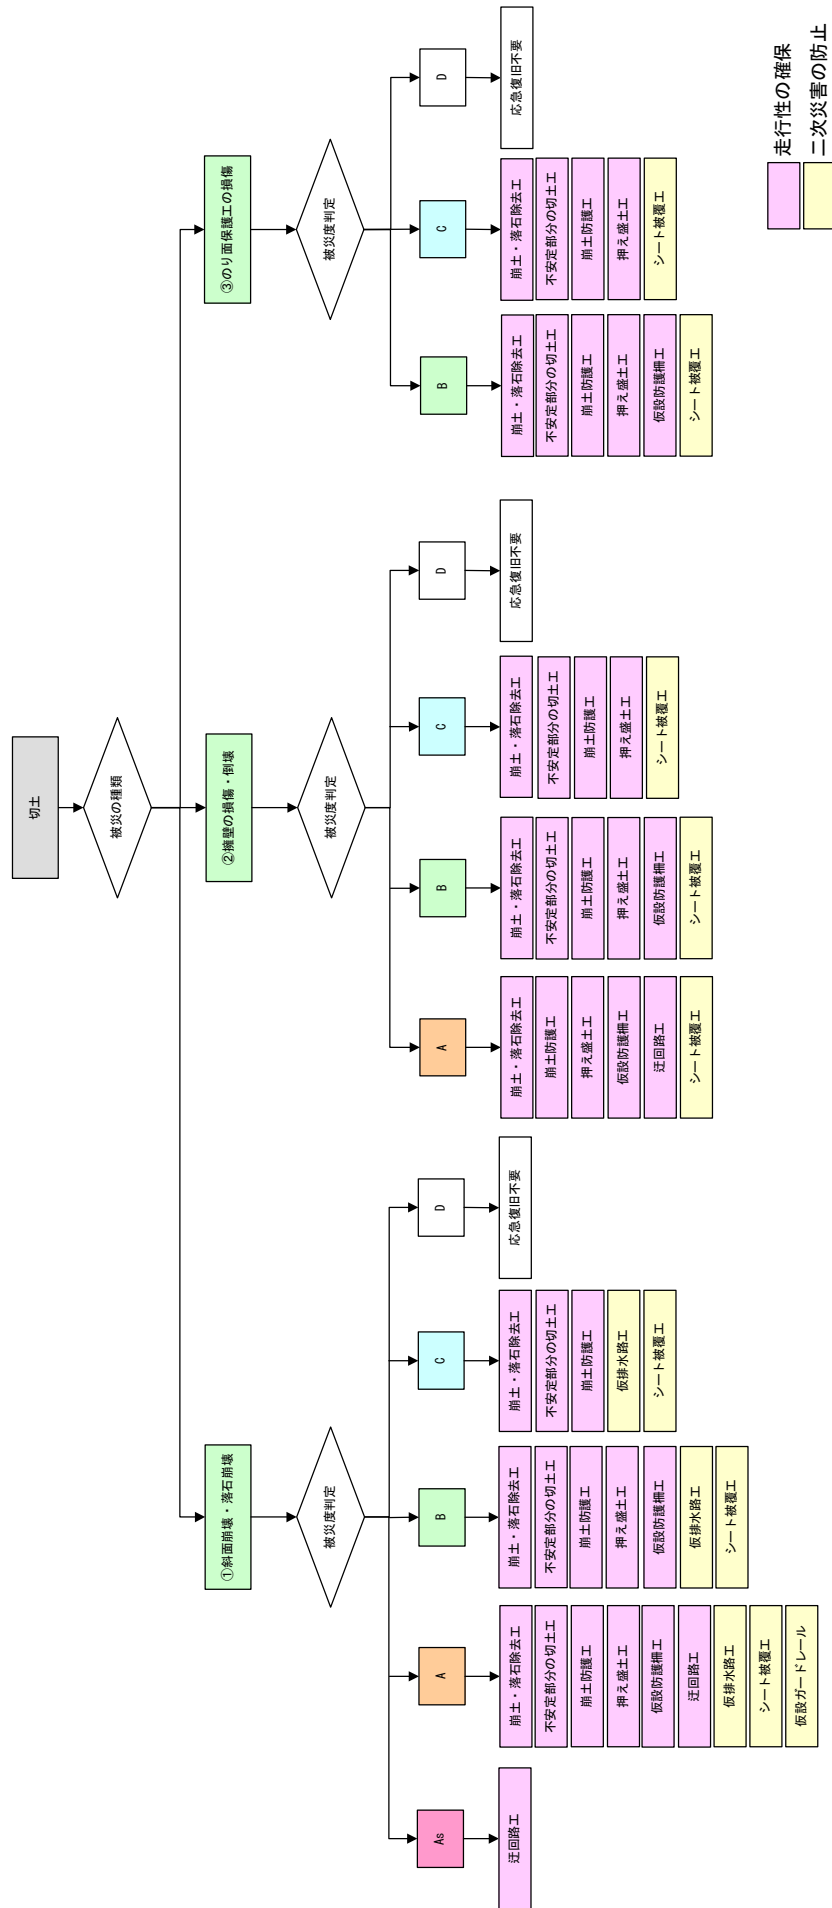 切土
被災の種類
①斜面崩壊・落石崩壊
被災度判定
As
迂回路工
A
崩土・落石除去工
不安定部分の切土工
崩土防護工
押え盛土工
仮設防護柵工
迂回路工
仮排水路工
シート被覆工
仮設ガードレール
B
崩土・落石除去工
不安定部分の切土工
崩土防護工
押え盛土工
仮設防護柵工
仮排水路工
シート被覆工
C
崩土・落石除去工
不安定部分の切土工
崩土防護工
仮排水路工
シート被覆工
D
応急復旧不要
②擁壁の損傷・倒壊
被災度判定
A
崩土・落石除去工
崩土防護工
押え盛土工
仮設防護柵工
迂回路工
シート被覆工
B
崩土・落石除去工
不安定部分の切土工
崩土防護工
押え盛土工
仮設防護柵工
シート被覆工
C
崩土・落石除去工
不安定部分の切土工
崩土防護工
押え盛土工
シート被覆工
D
応急復旧不要
③のり面保護工の損傷
被災度判定
B
崩土・落石除去工
不安定部分の切土工
崩土防護工
押え盛土工
仮設防護柵工
シート被覆工
C
崩土・落石除去工
不安定部分の切土工
崩土防護工
押え盛土工
シート被覆工
D
応急復旧不要
走行性の確保
二次災害の防止